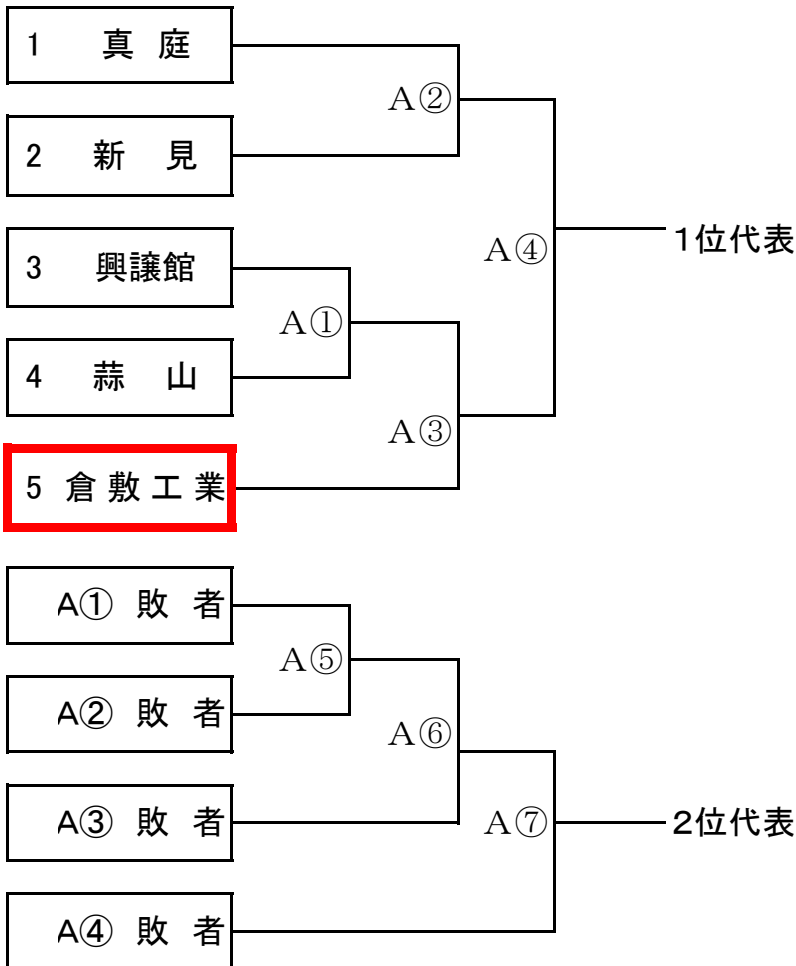 1 真 庭
A②
2 新 見
A④
1位代表
3 興譲館
A①
4 蒜 山
A③
5 倉 敷 工 業
A① 敗 者
A⑤
A② 敗 者
A⑥
A③ 敗 者
A⑦
2位代表
A④ 敗 者